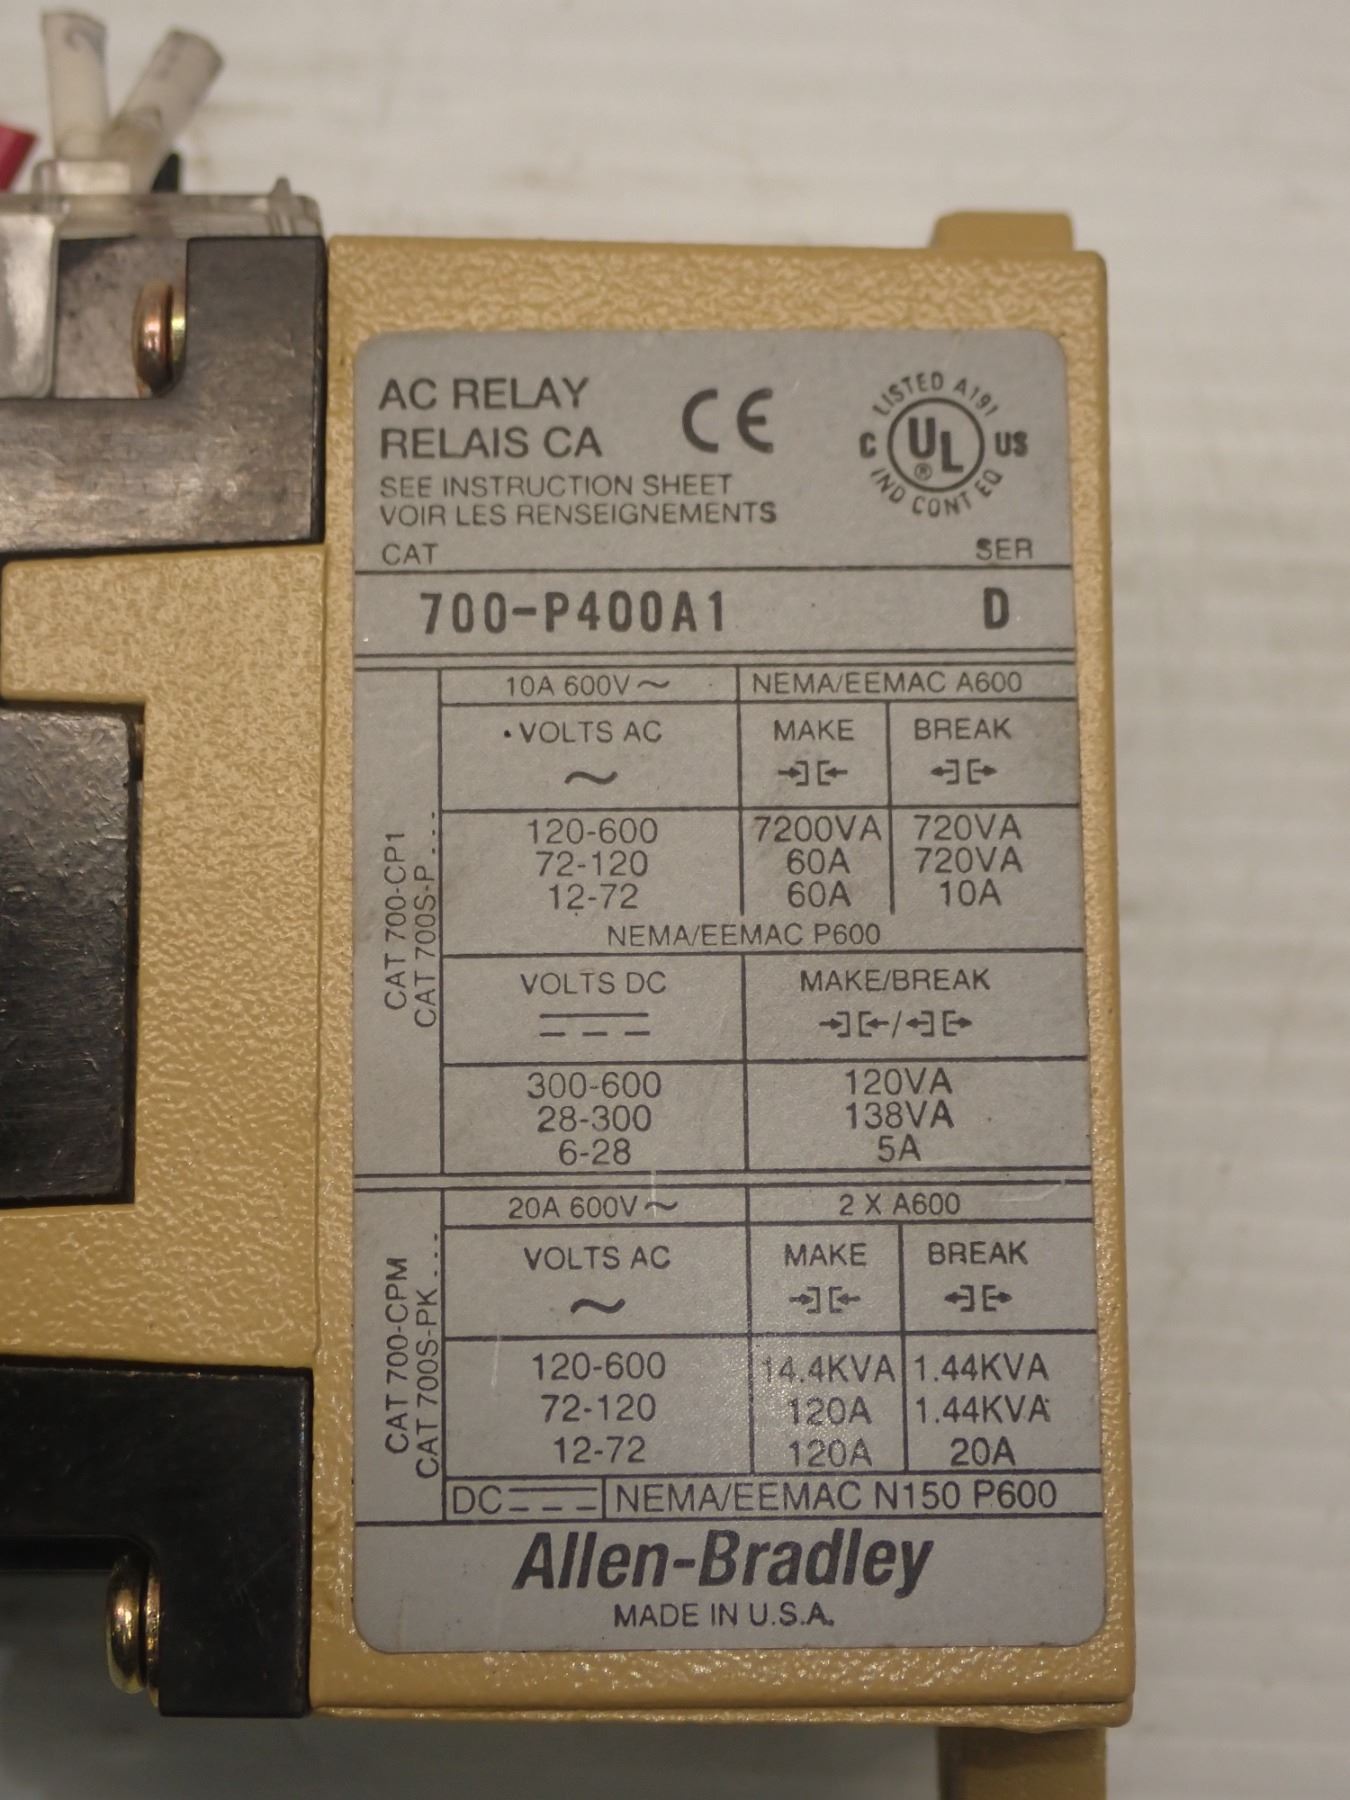 AC RELAY
RELAIS CA
CE
LISTED A191
C UL US
®
IND CONT EQ
SEE INSTRUCTION SHEET
VOIR LES RENSEIGNEMENTS
CAT SER
700-P400A1 D
CAT 700-CP1
CAT 700S-P....
10A 600V~ NEMA/EEMAC A600
VOLTS AC MAKE BREAK
~
120-600 7200VA 720VA
72-120 60A 720VA
12-72 60A 10A
NEMA/EEMAC P600
VOLTS DC MAKE/BREAK
/
300-600 120VA
28-300 138VA
6-28 5A
CAT 700-CPM
CAT 700S-PK....
20A 600V~ 2 X A600
VOLTS AC MAKE BREAK
~
120-600 14.4KVA 1.44KVA
72-120 120A 1.44KVA
12-72 120A 20A
DC NEMA/EEMAC N150 P600
Allen-Bradley
MADE IN U.S.A.